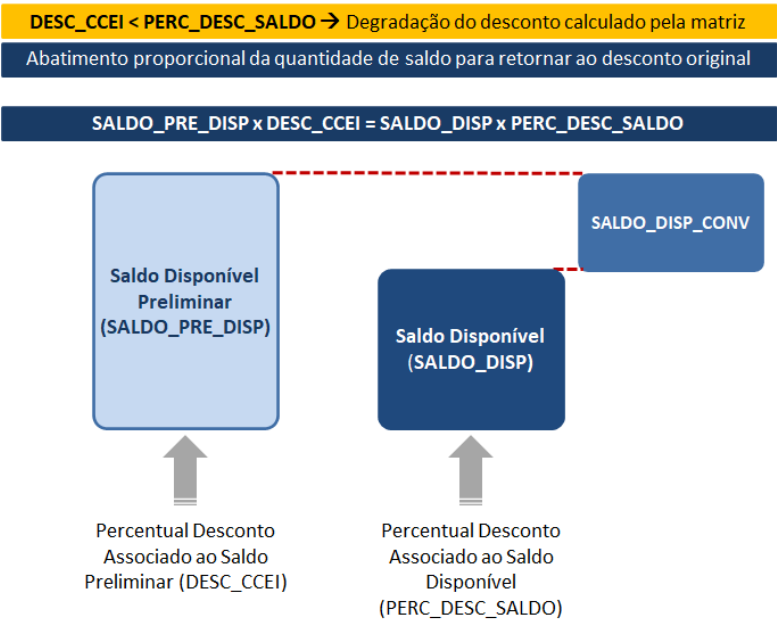 DESC_CCEI < PERC_DESC_SALDO → Degradação do desconto calculado pela matriz
Abatimento proporcional da quantidade de saldo para retornar ao desconto original
SALDO_PRE_DISP x DESC_CCEI = SALDO_DISP x PERC_DESC_SALDO
SALDO_DISP_CONV
Saldo Disponível
Preliminar
(SALDO_PRE_DISP)
Saldo Disponível
(SALDO_DISP)
Percentual Desconto
Associado ao Saldo
Preliminar (DESC_CCEI)
Percentual Desconto
Associado ao Saldo
Disponível
(PERC_DESC_SALDO)